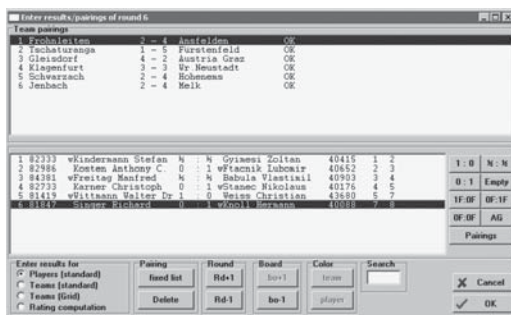 Enter results/pairings of round 6
Team pairings
1 Frohnleiten 2 - 4 Ansfelden OK
2 Tschaturanga 1 - 5 Fürstenfeld OK
3 Gleisdorf 4 - 2 Austria Graz OK
4 Klagenfurt 3 - 3 Wr.Neustadt OK
5 Schwarzach 2 - 4 Hohenems OK
6 Jenbach 2 - 4 Melk OK
1 82333 wKindermann Stefan ½ : ½ Gyimesi Zoltan 40415 1 2
2 82986 Kosten Anthony C. 0 : 1 wFtacnik Lubomir 40652 2 3
3 84381 wFreitag Manfred ½ : ½ Babula Vlastimil 40903 3 4
4 82733 Karner Christoph 0 : 1 wStanec Nikolaus 40176 4 5
5 81419 wWittmann Walter Dr 1 : 0 Weiss Christian 43680 5 7
6 81847 Singer Richard 0 : 1 wKnoll Hermann 40088 7 8
1 : 0 ½ : ½
0 : 1 Empty
1F:0F 0F:1F
0F:0F AG
Pairings
Enter results for Pairing Round Board Color Search
Players (standard)
Teams (standard)
Teams (Grid)
Rating computation
fixed list Rd+1 bo+1 team
Delete Rd-1 bo-1 player
Cancel
OK